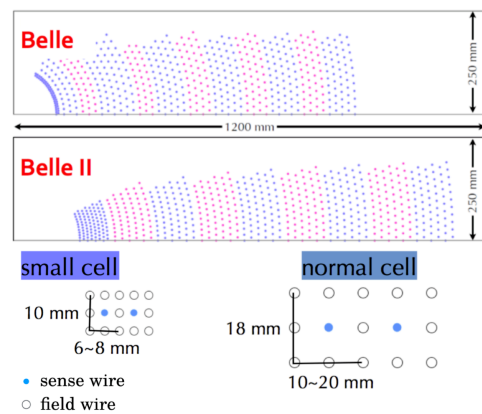 Belle
250 mm
1200 mm
Belle II
250 mm
small cell
normal cell
10 mm
6~8 mm
18 mm
10~20 mm
sense wire
field wire